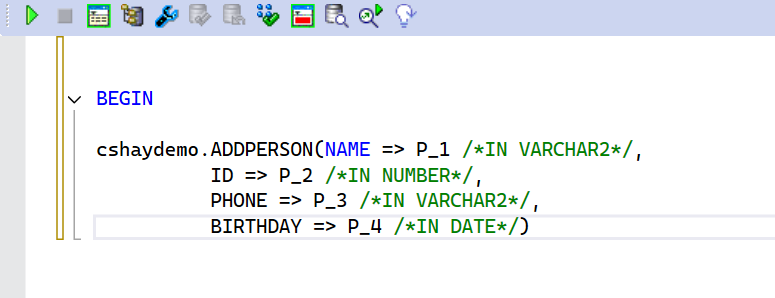 BEGIN
cshaydemo.ADDPERSON(NAME => P_1 /*IN VARCHAR2*/,
ID => P_2 /*IN NUMBER*/,
PHONE => P_3 /*IN VARCHAR2*/,
BIRTHDAY => P_4 /*IN DATE*/)